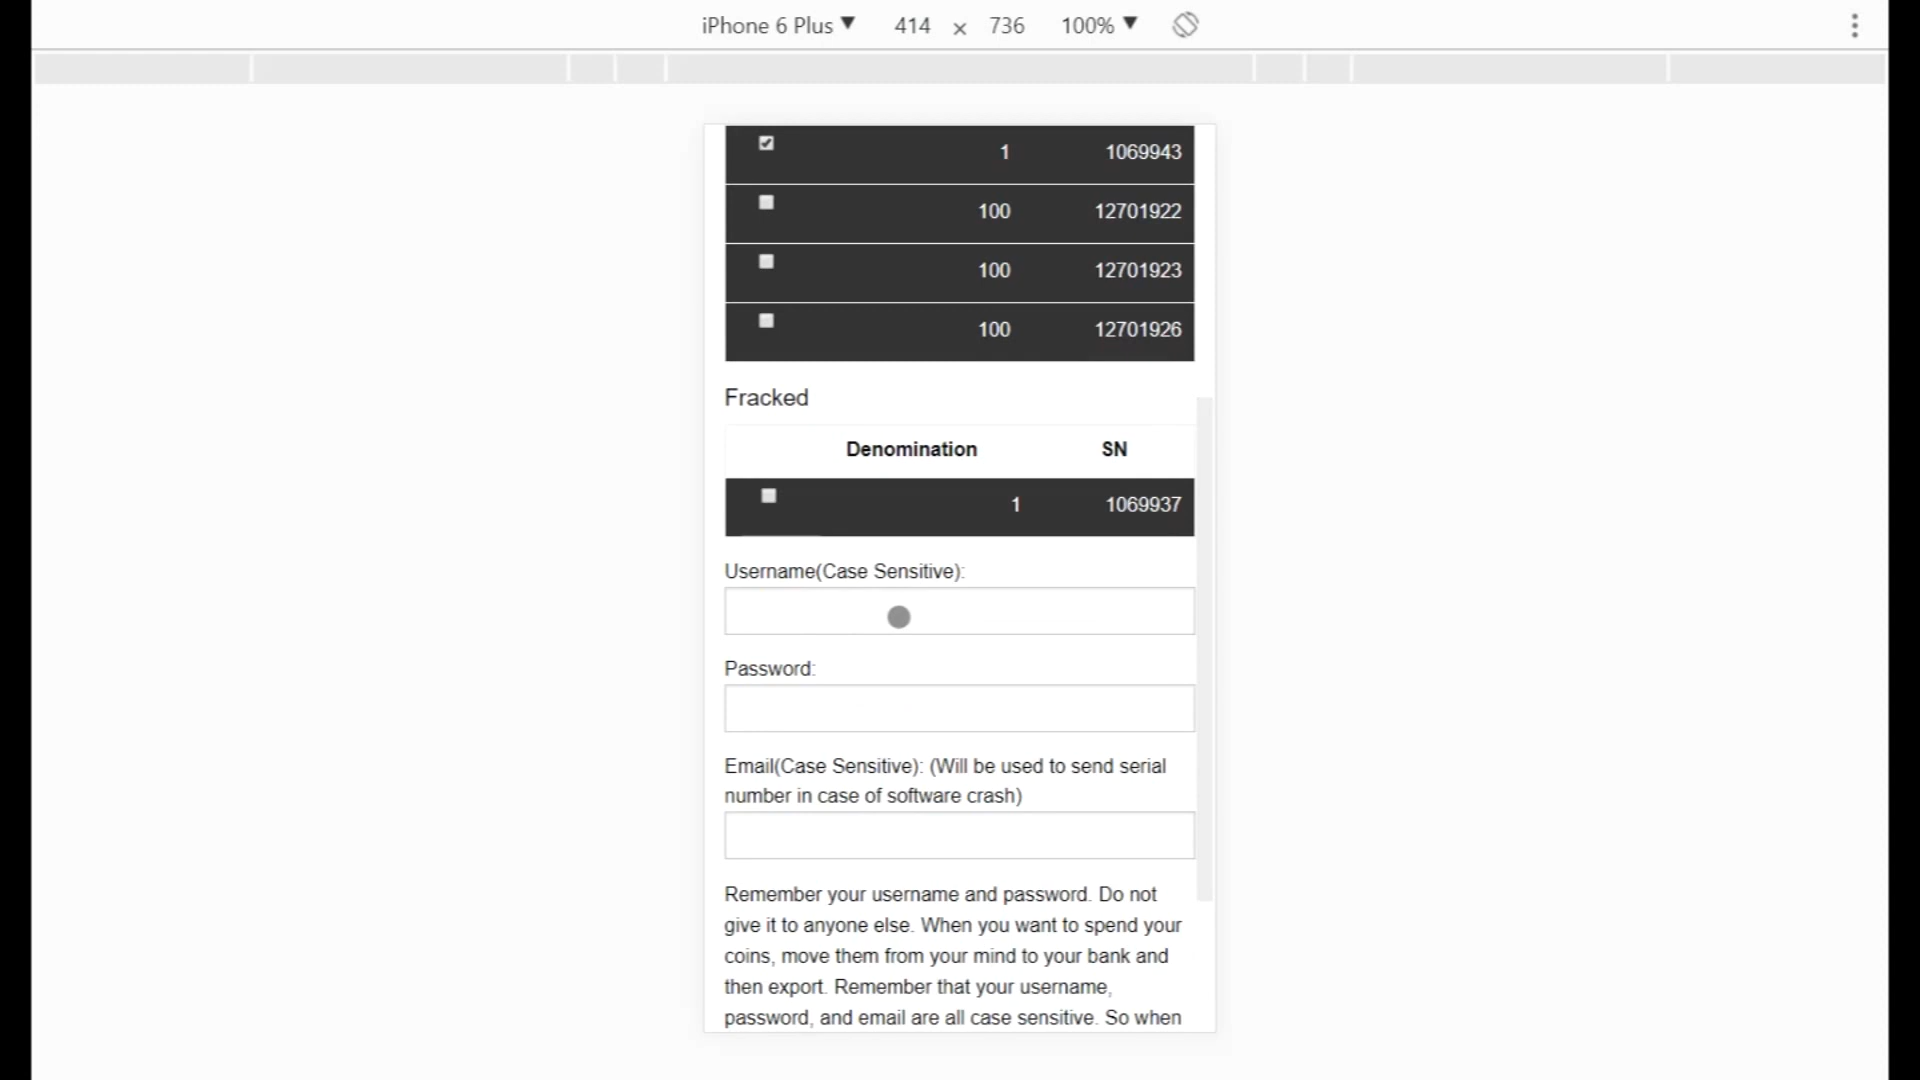 iPhone 6 Plus ▼ 414 × 736 100% ▼
1 1069943
100 12701922
100 12701923
100 12701926
Fracked
Denomination SN
1 1069937
Username(Case Sensitive):
Password:
Email(Case Sensitive): (Will be used to send serial
number in case of software crash)
Remember your username and password. Do not
give it to anyone else. When you want to spend your
coins, move them from your mind to your bank and
then export. Remember that your username,
password, and email are all case sensitive. So when